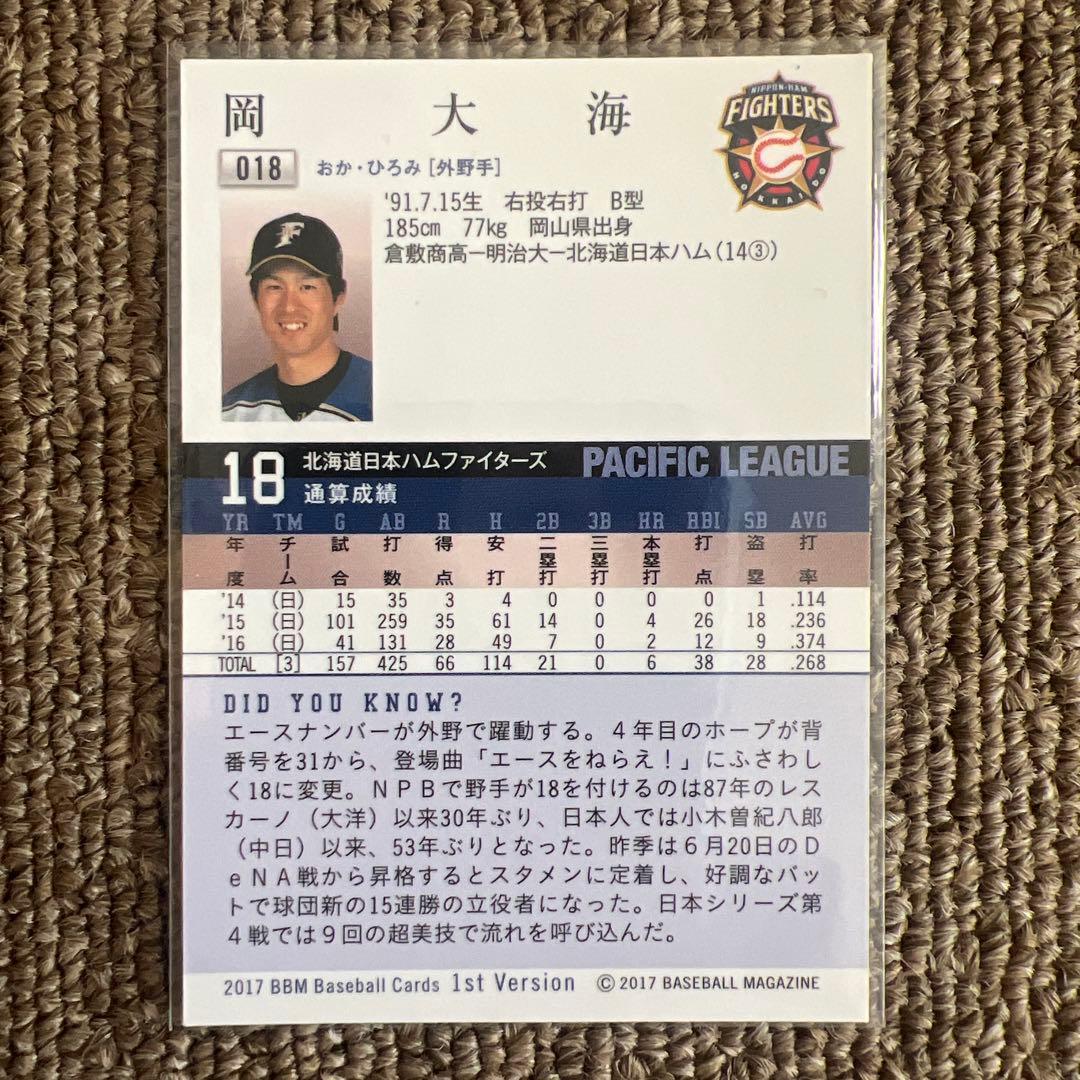 岡 大 海
NIPPON-HAM
FIGHTERS
HOKKAIDO
018 おか・ひろみ [外野手]
'91.7.15生 右投右打 B型
185cm 77kg 岡山県出身
倉敷商高ー明治大ー北海道日本ハム(14③)
F
18 北海道日本ハムファイターズ PACIFIC LEAGUE
通算成績
YR TM G AB R H 2B 3B HR RBI SB AVG
年度 チーム 試合 打数 得点 安打 二塁打 三塁打 本塁打 打点 盗塁 打率
'14 (日) 15 35 3 4 0 0 0 0 1 .114
'15 (日) 101 259 35 61 14 0 4 26 18 .236
'16 (日) 41 131 28 49 7 0 2 12 9 .374
TOTAL [3] 157 425 66 114 21 0 6 38 28 .268
DID YOU KNOW?
エースナンバーが外野で躍動する。4年目のホープが背
番号を31から、登場曲「エースをねらえ!」にふさわし
く18に変更。NPBで野手が18を付けるのは87年のレス
カーノ(大洋)以来30年ぶり、日本人では小木曽紀八郎
(中日)以来、53年ぶりとなった。昨季は6月20日のD
eNA戦から昇格するとスタメンに定着し、好調なバッ
トで球団新の15連勝の立役者になった。日本シリーズ第
4戦では9回の超美技で流れを呼び込んだ。
2017 BBM Baseball Cards 1st Version © 2017 BASEBALL MAGAZINE